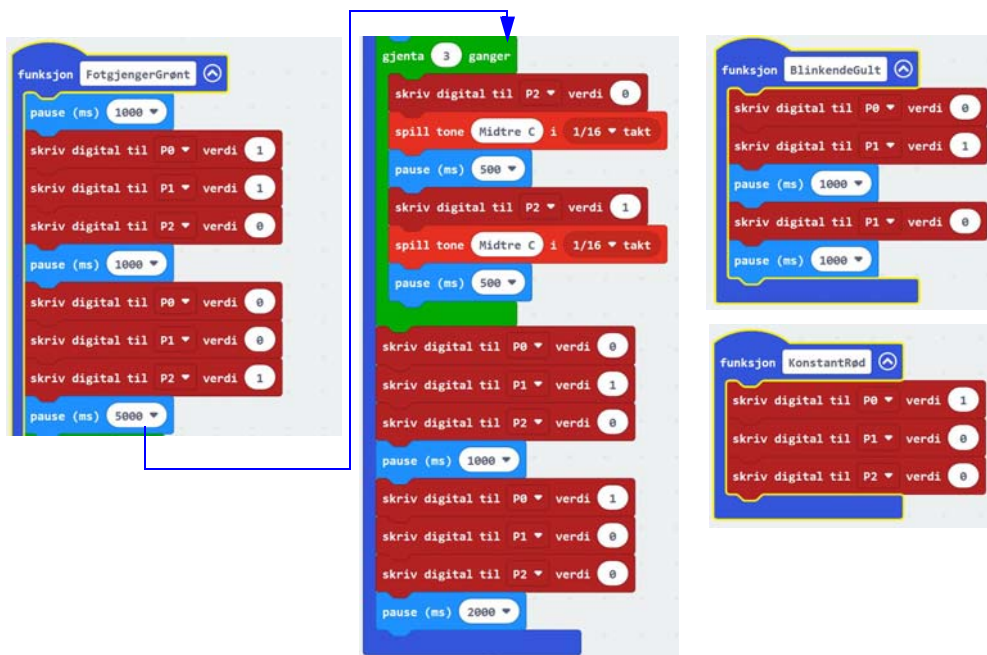 funksjon FotgjengerGrønt
pause (ms) 1000
skriv digital til P0 verdi 1
skriv digital til P1 verdi 1
skriv digital til P2 verdi 0
pause (ms) 1000
skriv digital til P0 verdi 0
skriv digital til P1 verdi 0
skriv digital til P2 verdi 1
pause (ms) 5000
gjenta 3 ganger
skriv digital til P2 verdi 0
spill tone Midtre C i 1/16 takt
pause (ms) 500
skriv digital til P2 verdi 1
spill tone Midtre C i 1/16 takt
pause (ms) 500
skriv digital til P0 verdi 0
skriv digital til P1 verdi 1
skriv digital til P2 verdi 0
pause (ms) 1000
skriv digital til P0 verdi 1
skriv digital til P1 verdi 0
skriv digital til P2 verdi 0
pause (ms) 2000
funksjon BlinkendeGult
skriv digital til P0 verdi 0
skriv digital til P1 verdi 1
pause (ms) 1000
skriv digital til P1 verdi 0
pause (ms) 1000
funksjon KonstantRød
skriv digital til P0 verdi 1
skriv digital til P1 verdi 0
skriv digital til P2 verdi 0